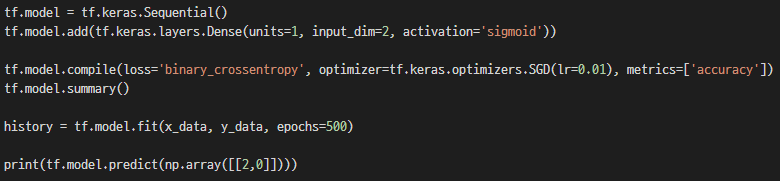 tf.model = tf.keras.Sequential()
tf.model.add(tf.keras.layers.Dense(units=1, input_dim=2, activation='sigmoid'))
tf.model.compile(loss='binary_crossentropy', optimizer=tf.keras.optimizers.SGD(lr=0.01), metrics=['accuracy'])
tf.model.summary()
history = tf.model.fit(x_data, y_data, epochs=500)
print(tf.model.predict(np.array([[2,0]])))